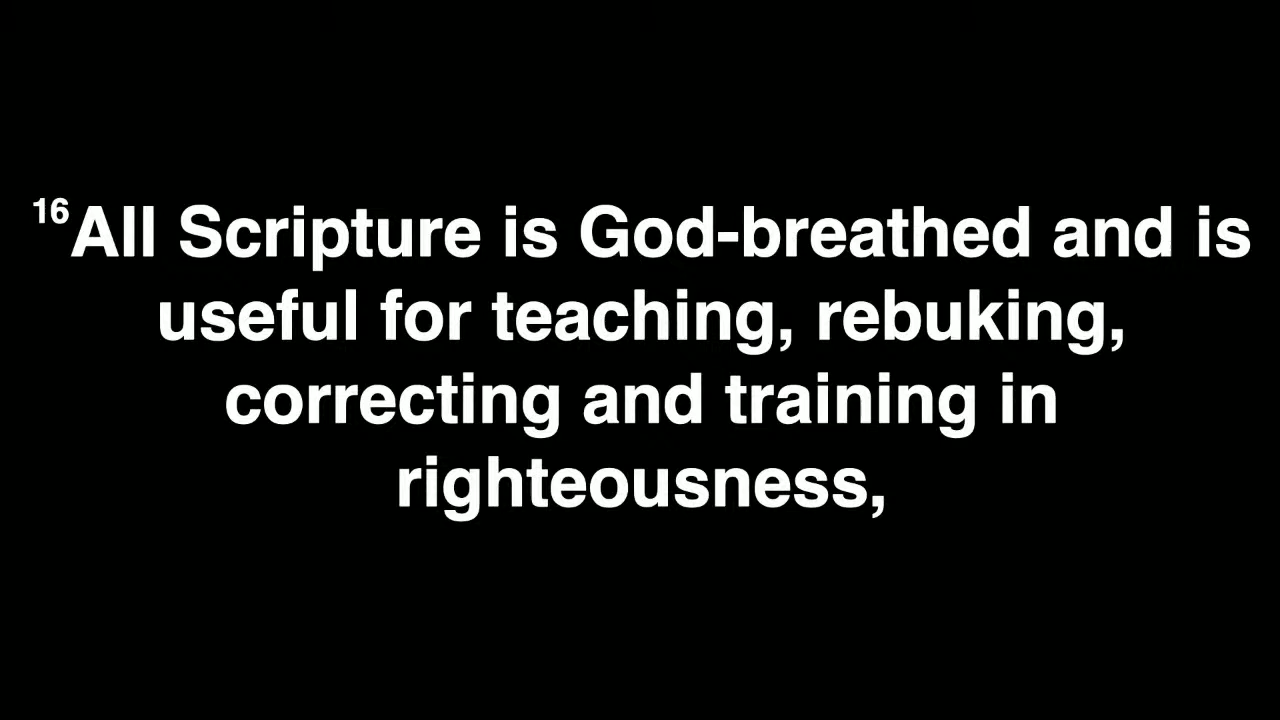 16All Scripture is God-breathed and is
useful for teaching, rebuking,
correcting and training in
righteousness,